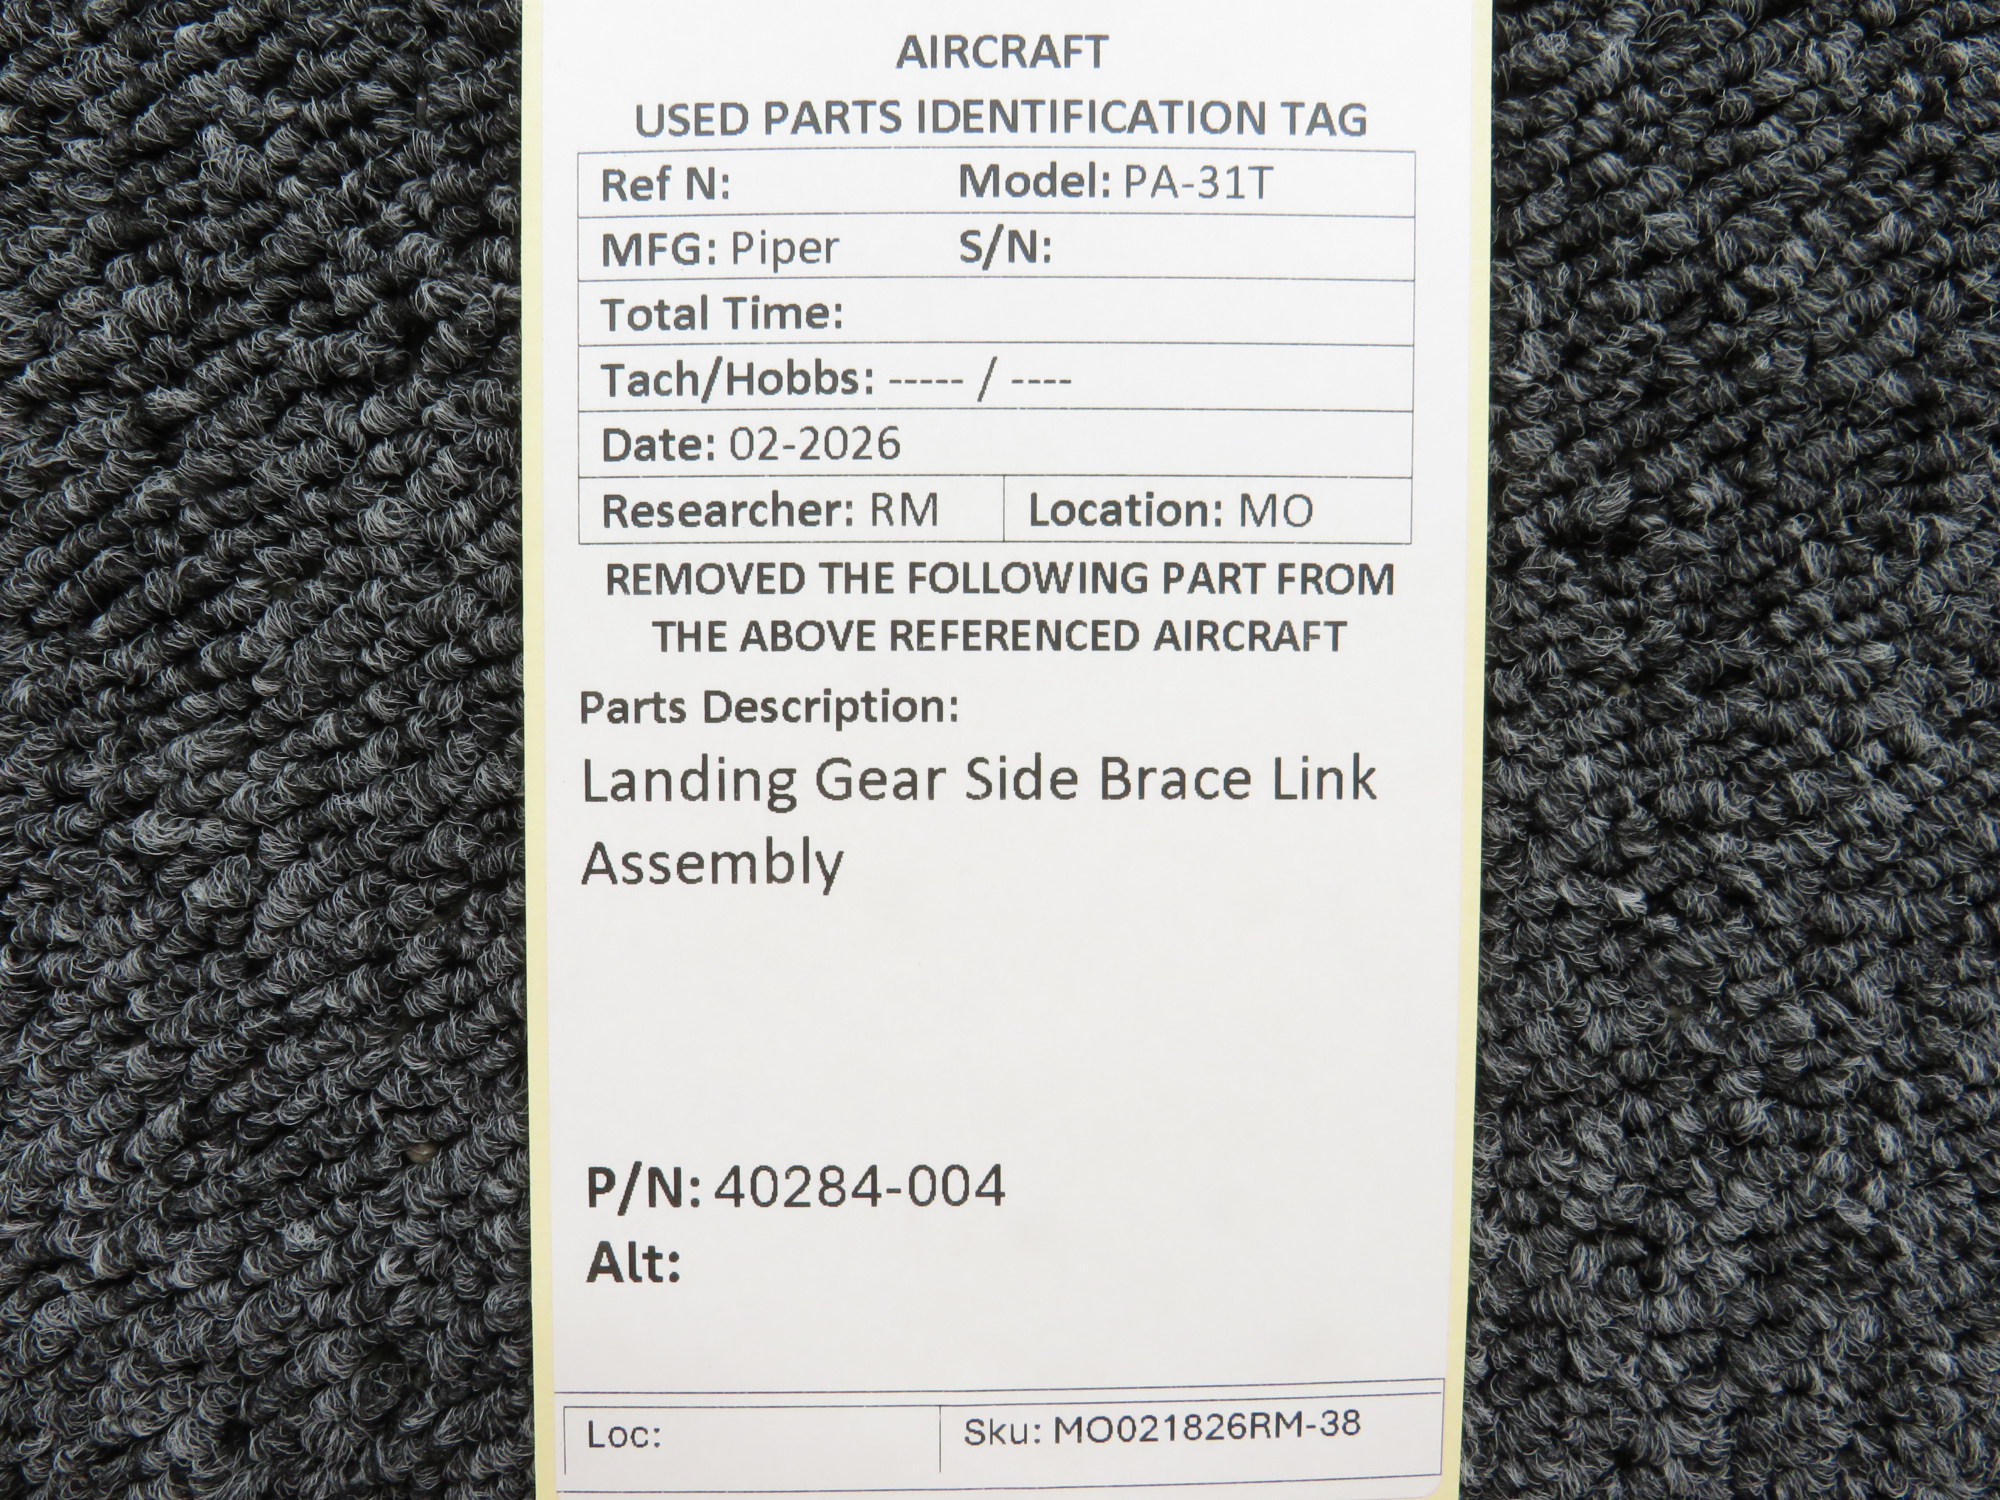 AIRCRAFT
USED PARTS IDENTIFICATION TAG
Ref N: Model: PA-31T
MFG: Piper S/N:
Total Time:
Tach/Hobbs: ----- / ----
Date: 02-2026
Researcher: RM Location: MO
REMOVED THE FOLLOWING PART FROM
THE ABOVE REFERENCED AIRCRAFT
Parts Description:
Landing Gear Side Brace Link
Assembly
P/N: 40284-004
Alt:
Loc: Sku: MO021826RM-38